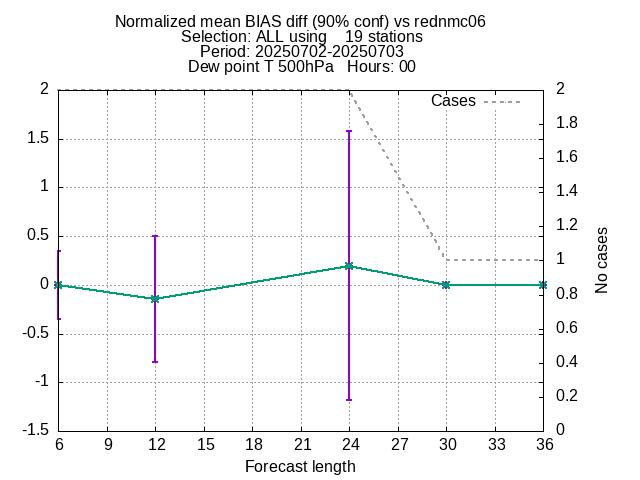 Normalized mean BIAS diff (90% conf) vs rednmc06
Selection: ALL using    19 stations
Period: 20250702-20250703
Dew point T 500hPa   Hours: 00
Cases
2
1.5
1
0.5
0
-0.5
-1
-1.5
2
1.8
1.6
1.4
1.2
1
0.8
0.6
0.4
0.2
0
No cases
6 9 12 15 18 21 24 27 30 33 36
Forecast length